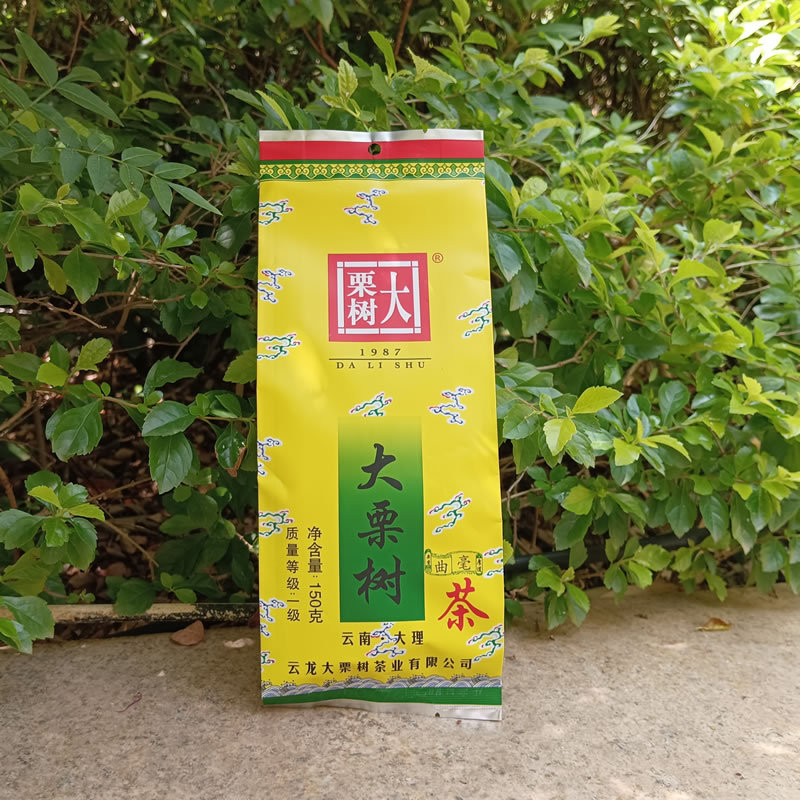 大栗树
®
1987
DA LI SHU
大栗树
净含量：150克
质量等级：一级
曲毫
茶
云南·大理
云龙大栗树茶业有限公司